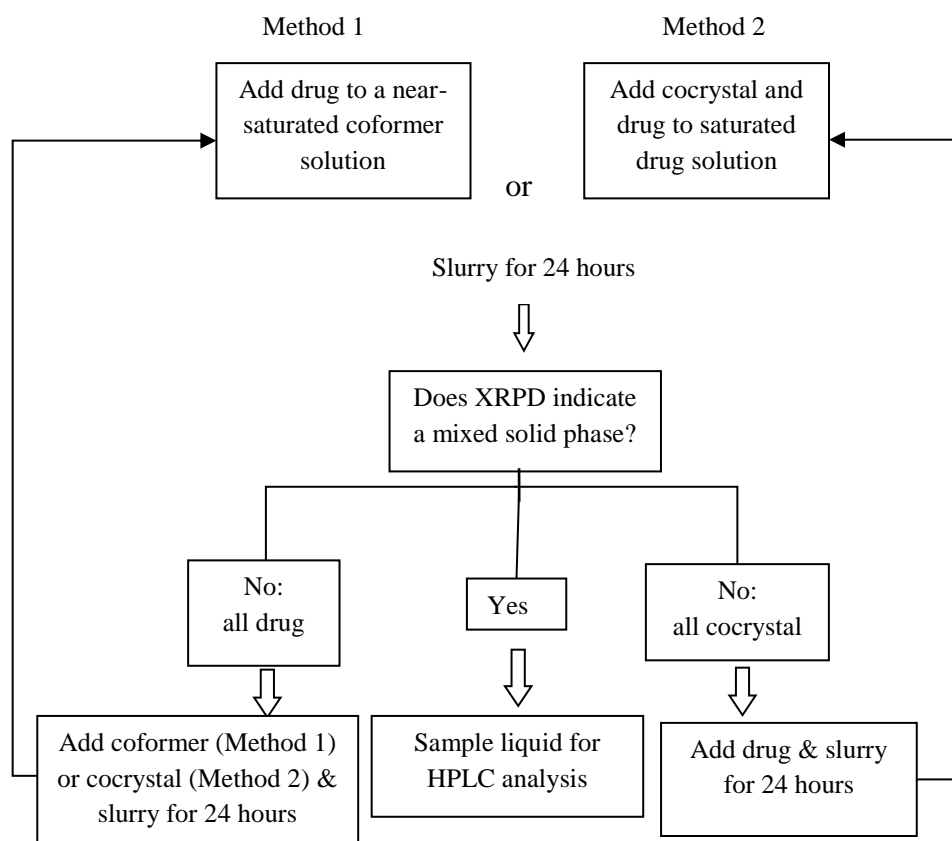 Method 1
Method 2
Add drug to a near-
saturated coformer
solution
or
Add cocrystal and
drug to saturated
drug solution
Slurry for 24 hours
Does XRPD indicate
a mixed solid phase?
No:
all drug
Yes
No:
all cocrystal
Add coformer (Method 1)
or cocrystal (Method 2) &
slurry for 24 hours
Sample liquid for
HPLC analysis
Add drug & slurry
for 24 hours